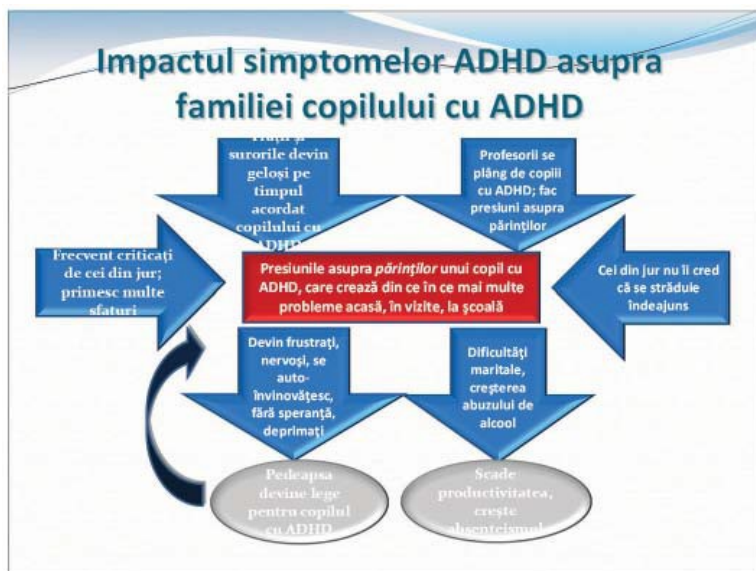 Impactul simptomelor ADHD asupra
familiei copilului cu ADHD
surorile devin
geloși pe
timpul
acordat
copilului cu
ADHD
Profesorii se
plâng de copiii
cu ADHD; fac
presiuni asupra
părinților
Frecvent criticați
de cei din jur;
primesc multe
sfaturi
Presiunile asupra părinților unui copil cu
ADHD, care crează din ce în ce mai multe
probleme acasă, în vizite, la școală
Cei din jur nu îi cred
că se străduie
îndeajuns
Devin frustrați,
nervoși, se
auto-
învinovățesc,
fără speranță,
deprimați
Dificultăți
maritale,
creșterea
abuzului de
alcool
Pedeapsa
devine lege
pentru copilul
cu ADHD
Scade
productivitatea,
crește
absenteismul